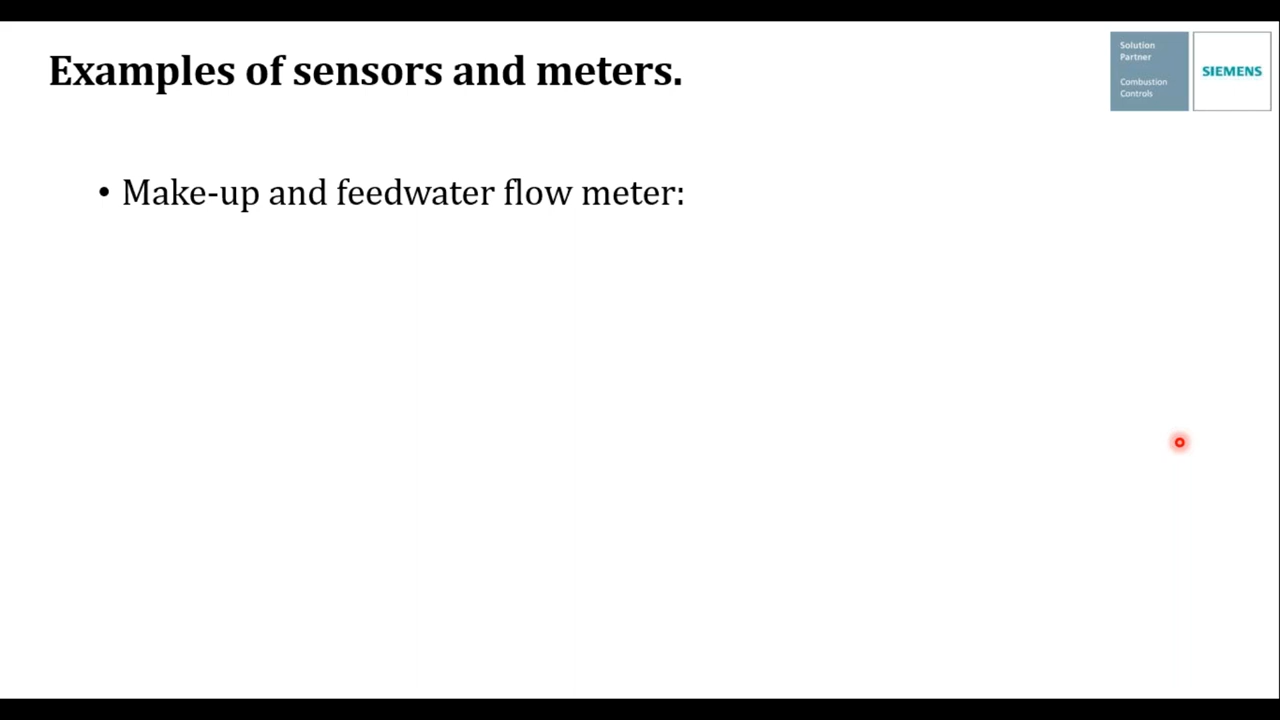 Examples of sensors and meters.
Solution
Partner
Combustion
Controls
SIEMENS
• Make-up and feedwater flow meter: